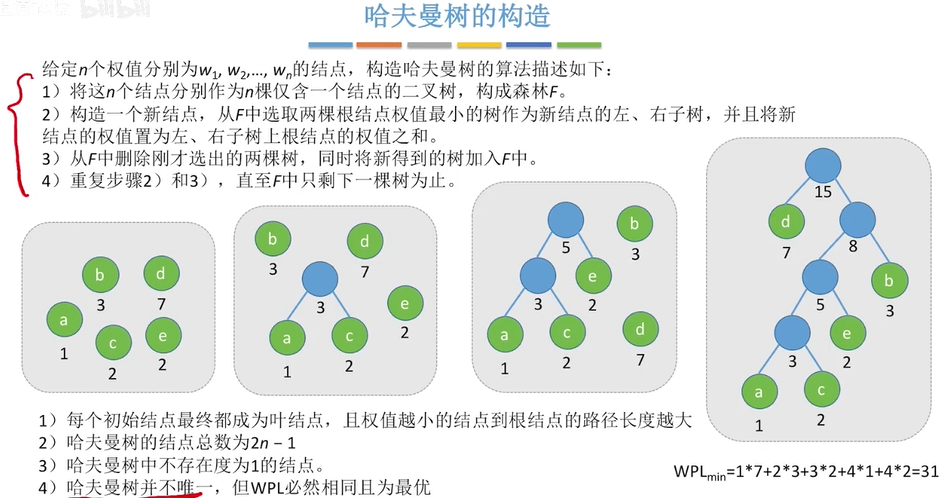 哈夫曼树的构造
给定n个权值分别为w1, w2,..., wn的结点，构造哈夫曼树的算法描述如下：
1）将这n个结点分别作为n棵仅含一个结点的二叉树，构成森林F。
2）构造一个新结点，从F中选取两棵根结点权值最小的树作为新结点的左、右子树，并且将新
结点的权值置为左、右子树上根结点的权值之和。
3）从F中删除刚才选出的两棵树，同时将新得到的树加入F中。
4）重复步骤2）和3），直至F中只剩下一棵树为止。
b
3
d
7
a
1
c
2
e
2
b
3
d
7
3
e
2
a
1
c
2
5
b
3
3
e
2
a
1
c
2
d
7
15
d
7
8
5
b
3
3
e
2
a
1
c
2
1）每个初始结点最终都成为叶结点，且权值越小的结点到根结点的路径长度越大
2）哈夫曼树的结点总数为2n − 1
3）哈夫曼树中不存在度为1的结点。
4）哈夫曼树并不唯一，但WPL必然相同且为最优
WPLmin=1*7+2*3+3*2+4*1+4*2=31